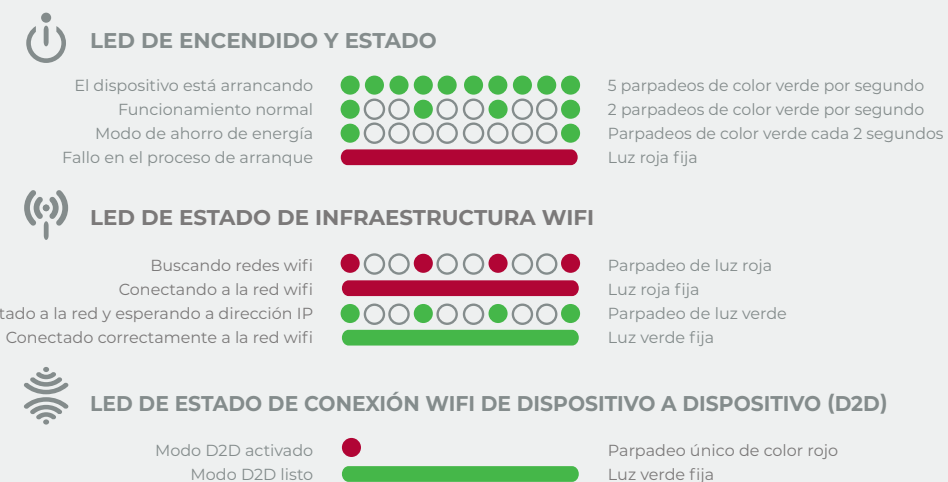 LED DE ENCENDIDO Y ESTADO
El dispositivo está arrancando 5 parpadeos de color verde por segundo
Funcionamiento normal 2 parpadeos de color verde por segundo
Modo de ahorro de energía Parpadeos de color verde cada 2 segundos
Fallo en el proceso de arranque Luz roja fija
LED DE ESTADO DE INFRAESTRUCTURA WIFI
Buscando redes wifi Parpadeo de luz roja
Conectando a la red wifi Luz roja fija
tado a la red y esperando a dirección IP Parpadeo de luz verde
Conectado correctamente a la red wifi Luz verde fija
LED DE ESTADO DE CONEXIÓN WIFI DE DISPOSITIVO A DISPOSITIVO (D2D)
Modo D2D activado Parpadeo único de color rojo
Modo D2D listo Luz verde fija